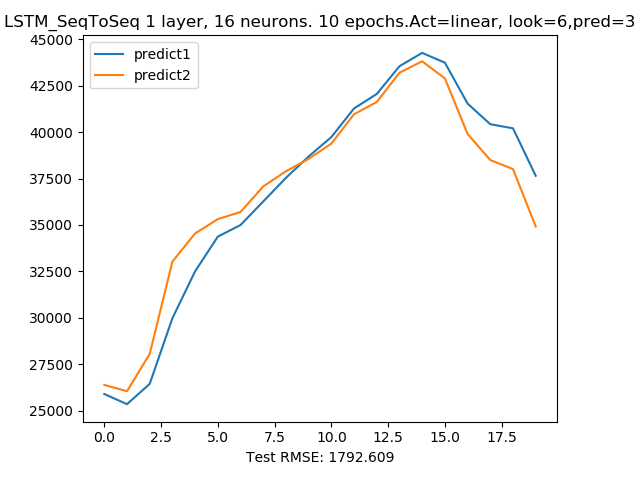 LSTM_SeqToSeq 1 layer, 16 neurons. 10 epochs.Act=linear, look=6,pred=3
predict1
predict2
45000
42500
40000
37500
35000
32500
30000
27500
25000
0.0 2.5 5.0 7.5 10.0 12.5 15.0 17.5
Test RMSE: 1792.609